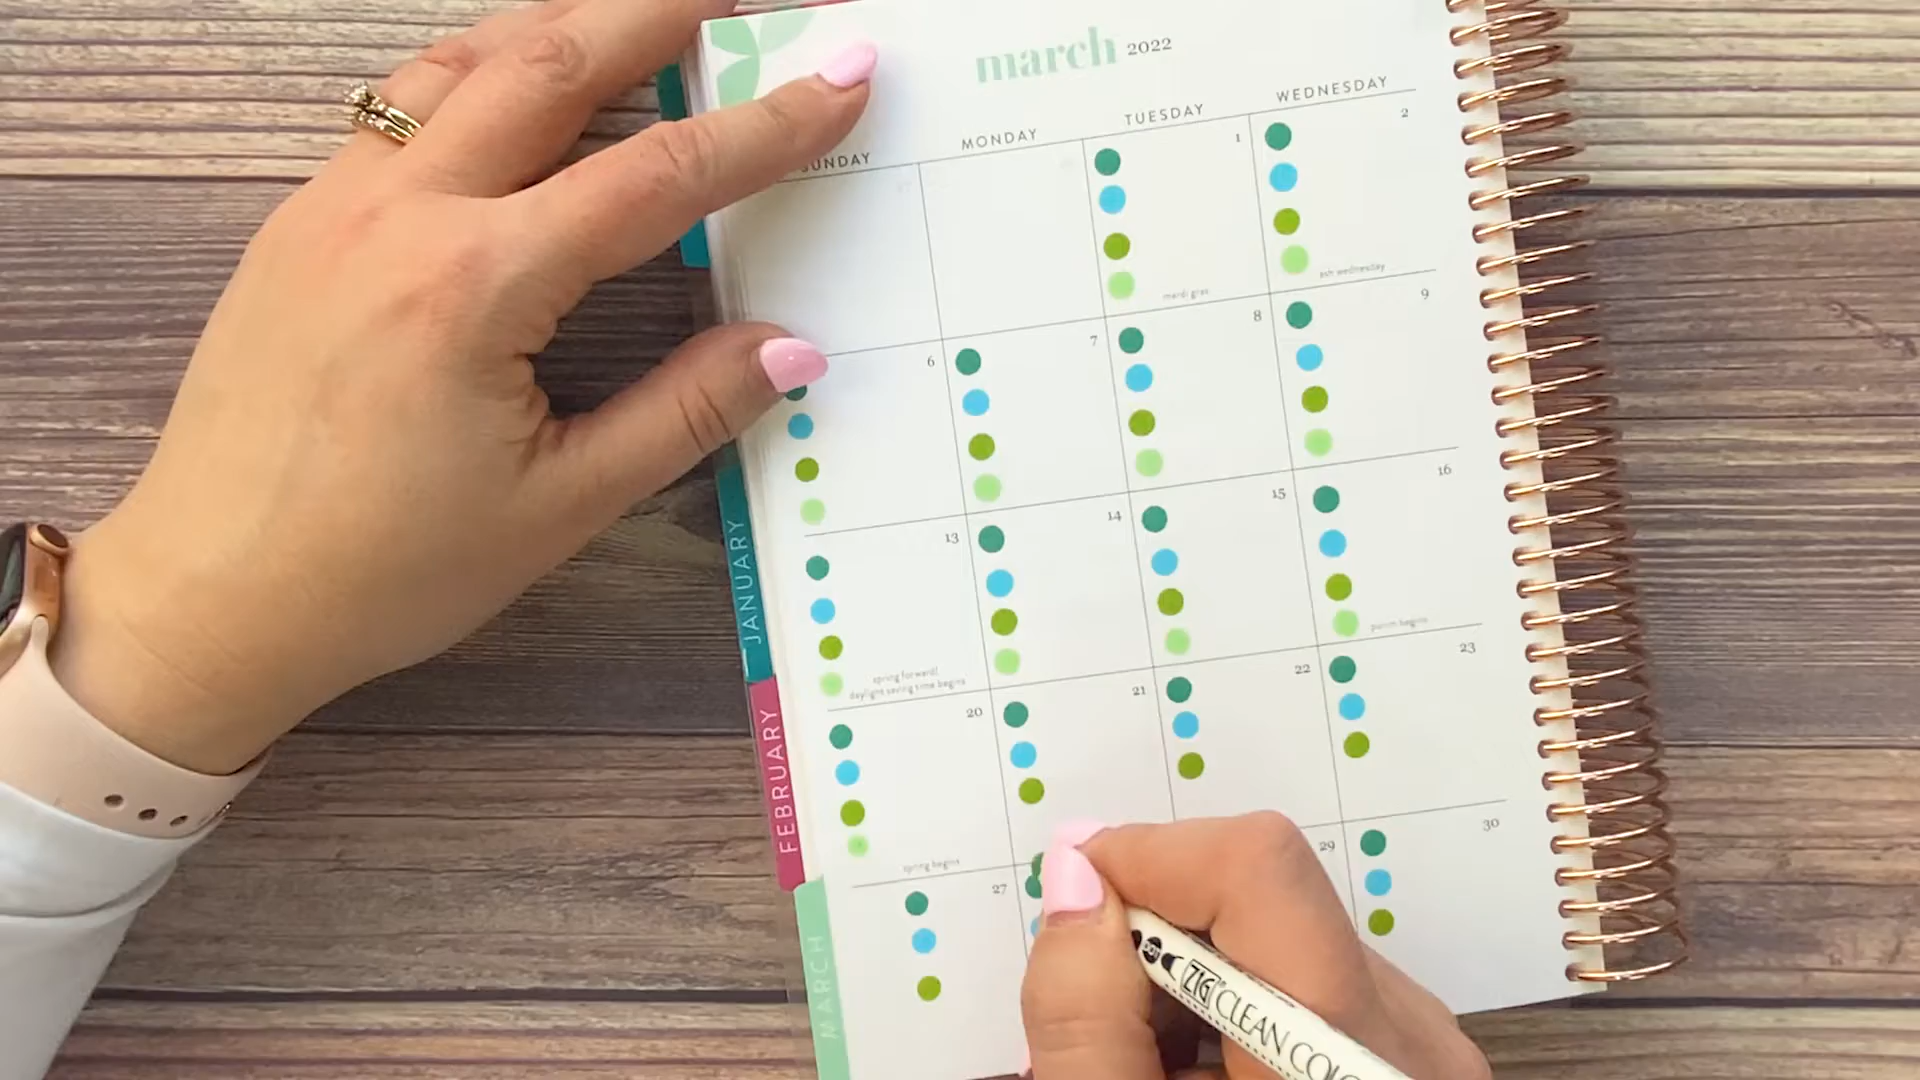 march 2022
SUNDAY MONDAY TUESDAY WEDNESDAY
1 2
mardi gras ash wednesday
6 7 8 9
13 14 15 16
spring forward!
daylight saving time begins
purim begins
20 21 22 23
spring begins
27 29 30
JANUARY
FEBRUARY
MARCH
DOT ZIG CLEAN COLO